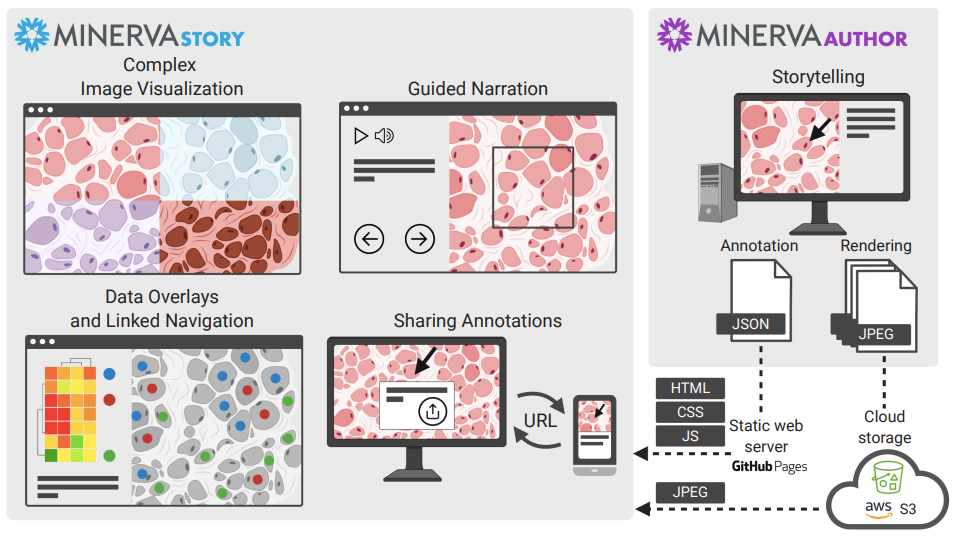 MINERVA STORY
Complex
Image Visualization
Guided Narration
Data Overlays
and Linked Navigation
Sharing Annotations
URL
MINERVA AUTHOR
Storytelling
Annotation
Rendering
JSON
JPEG
HTML
CSS
JS
Static web
server
GitHub Pages
Cloud
storage
JPEG
aws S3